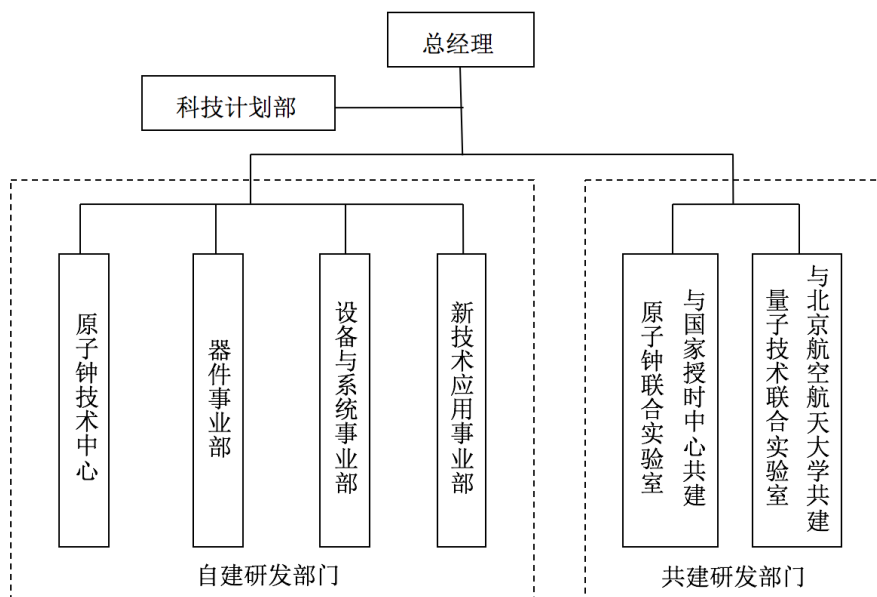 总经理
科技计划部
原子钟技术中心
器件事业部
设备与系统事业部
新技术应用事业部
与国家授时中心共建
原子钟联合实验室
与北京航空航天大学共建
量子技术联合实验室
自建研发部门
共建研发部门